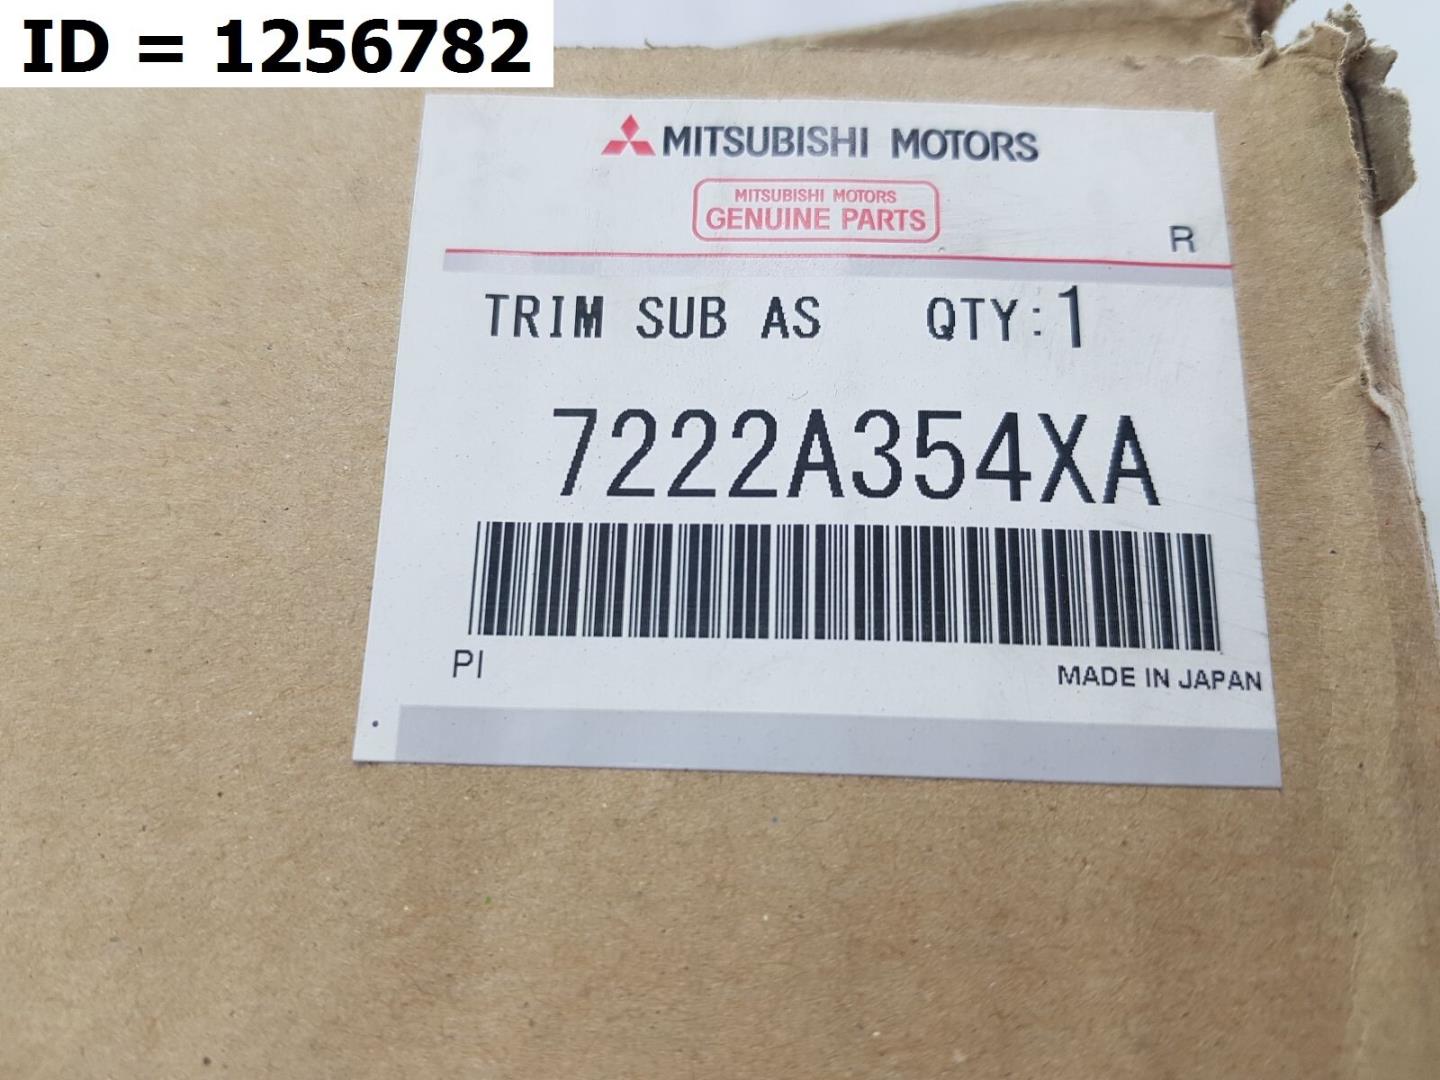 ID = 1256782
MITSUBISHI MOTORS
MITSUBISHI MOTORS
GENUINE PARTS
R
TRIM SUB AS QTY:1
7222A354XA
PI
MADE IN JAPAN